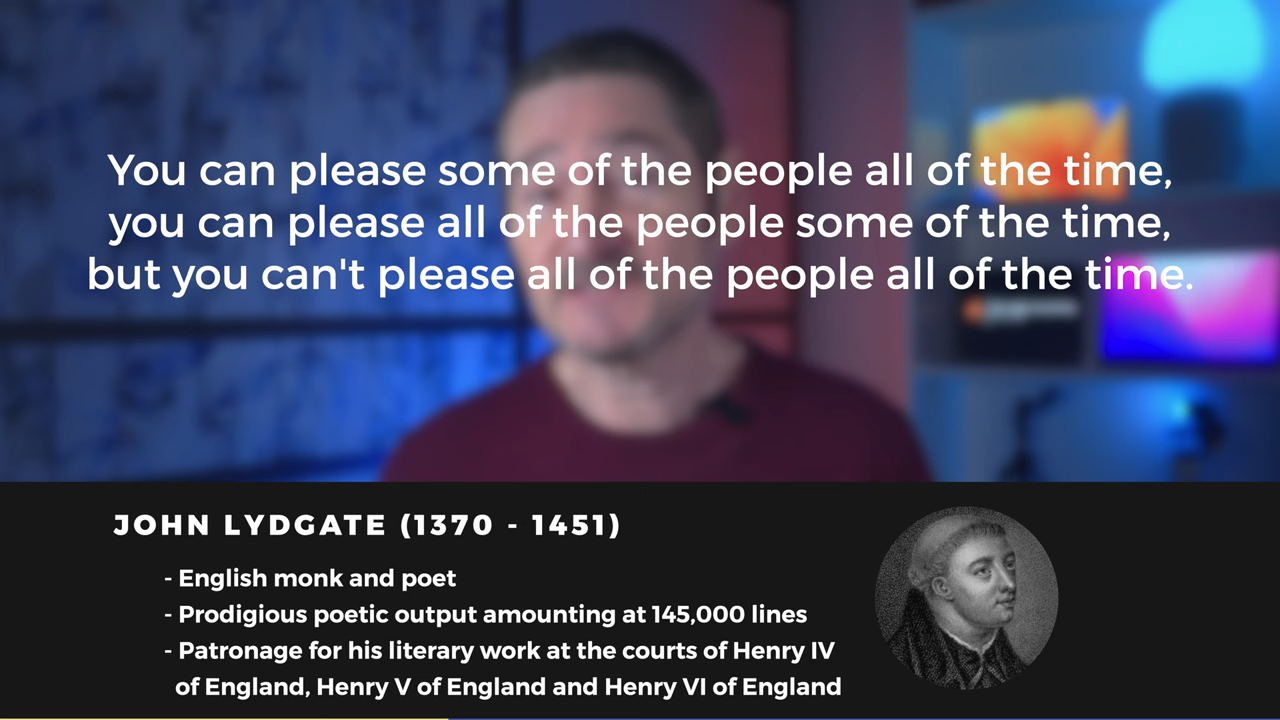 You can please some of the people all of the time,
you can please all of the people some of the time,
but you can't please all of the people all of the time.
JOHN LYDGATE (1370 - 1451)
- English monk and poet
- Prodigious poetic output amounting at 145,000 lines
- Patronage for his literary work at the courts of Henry IV
of England, Henry V of England and Henry VI of England